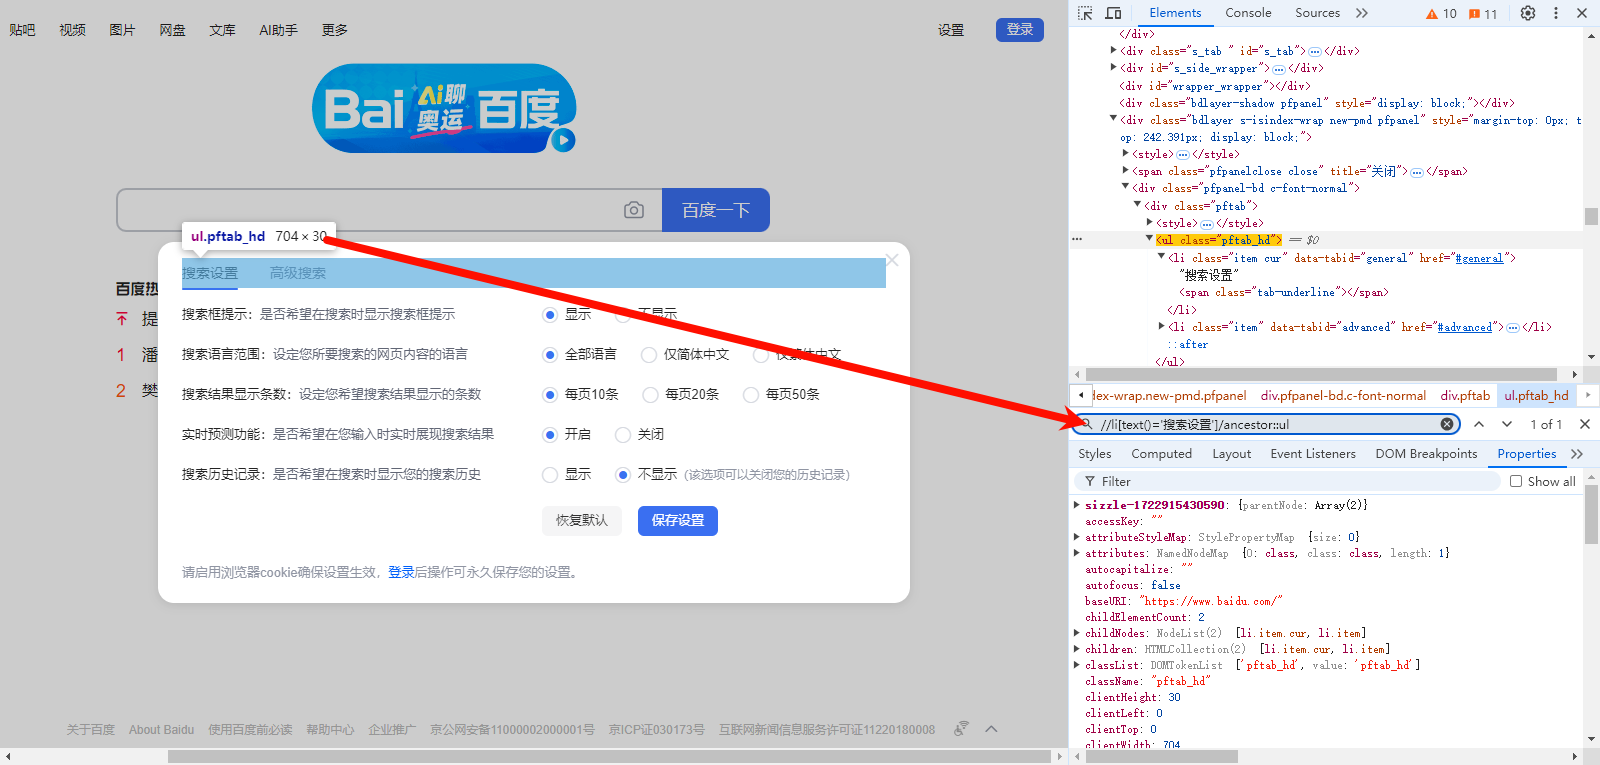 贴吧 视频 图片 网盘 文库 AI助手 更多 设置 登录
Bai Ai聊奥运 百度
百度一下
ul.pftab_hd 704 × 30
搜索设置 高级搜索
百度热
提
1 潘
2 樊
搜索框提示：是否希望在搜索时显示搜索框提示 显示 不显示
搜索语言范围：设定您所要搜索的网页内容的语言 全部语言 仅简体中文 仅繁体中文
搜索结果显示条数：设定您希望搜索结果显示的条数 每页10条 每页20条 每页50条
实时预测功能：是否希望在您输入时实时展现搜索结果 开启 关闭
搜索历史记录：是否希望在搜索时显示您的搜索历史 显示 不显示 (该选项可以关闭您的历史记录)
恢复默认 保存设置
请启用浏览器cookie确保设置生效，登录后操作可永久保存您的设置。
关于百度 About Baidu 使用百度前必读 帮助中心 企业推广 京公网安备11000002000001号 京ICP证030173号 互联网新闻信息服务许可证11220180008
Elements Console Sources 10 11
</div>
<div class="s_tab " id="s_tab">…</div>
<div id="s_side_wrapper">…</div>
<div id="wrapper_wrapper"></div>
<div class="bdlayer-shadow pfpanel" style="display: block;"></div>
<div class="bdlayer s-isindex-wrap new-pmd pfpanel" style="margin-top: 0px; t
op: 242.391px; display: block;">
<style>…</style>
<span class="pfpanelclose close" title="关闭">…</span>
<div class="pfpanel-bd c-font-normal">
<div class="pftab">
<style>…</style>
<ul class="pftab_hd"> == $0
<li class="item cur" data-tabid="general" href="#general">
"搜索设置"
<span class="tab-underline"></span>
</li>
<li class="item" data-tabid="advanced" href="#advanced">…</li>
::after
</ul>
dex-wrap.new-pmd.pfpanel div.pfpanel-bd.c-font-normal div.pftab ul.pftab_hd
//li[text()='搜索设置']/ancestor::ul 1 of 1
Styles Computed Layout Event Listeners DOM Breakpoints Properties
Filter Show all
sizzle-1722915430590: {parentNode: Array(2)}
accessKey: ""
attributeStyleMap: StylePropertyMap {size: 0}
attributes: NamedNodeMap {0: class, class: class, length: 1}
autocapitalize: ""
autofocus: false
baseURI: "https://www.baidu.com/"
childElementCount: 2
childNodes: NodeList(2) [li.item.cur, li.item]
children: HTMLCollection(2) [li.item.cur, li.item]
classList: DOMTokenList ['pftab_hd', value: 'pftab_hd']
className: "pftab_hd"
clientHeight: 30
clientLeft: 0
clientTop: 0
clientWidth: 704